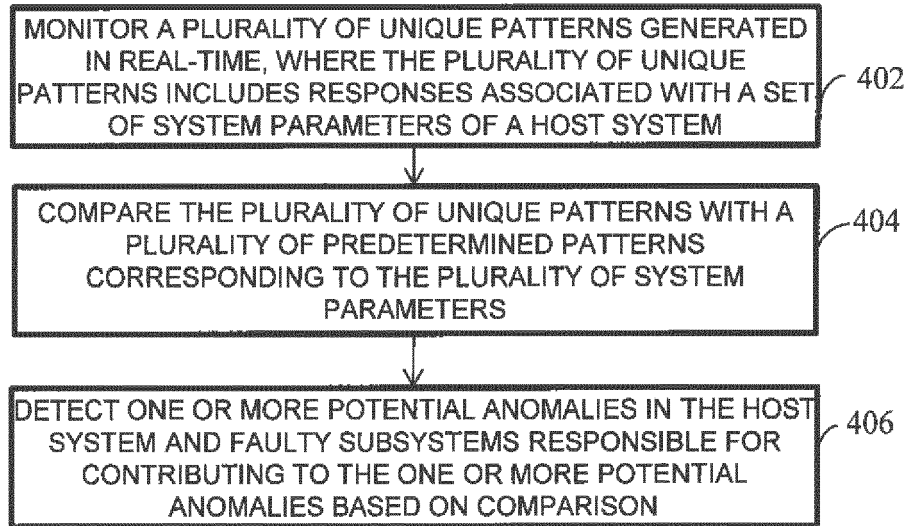 MONITOR A PLURALITY OF UNIQUE PATTERNS GENERATED
IN REAL-TIME, WHERE THE PLURALITY OF UNIQUE
PATTERNS INCLUDES RESPONSES ASSOCIATED WITH A SET
OF SYSTEM PARAMETERS OF A HOST SYSTEM
402
COMPARE THE PLURALITY OF UNIQUE PATTERNS WITH A
PLURALITY OF PREDETERMINED PATTERNS
CORRESPONDING TO THE PLURALITY OF SYSTEM
PARAMETERS
404
DETECT ONE OR MORE POTENTIAL ANOMALIES IN THE HOST
SYSTEM AND FAULTY SUBSYSTEMS RESPONSIBLE FOR
CONTRIBUTING TO THE ONE OR MORE POTENTIAL
ANOMALIES BASED ON COMPARISON
406